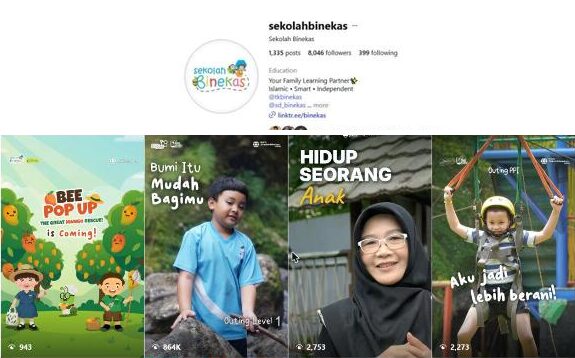 sekolahbinekas
Sekolah Binekas
1,335 posts 8,046 followers 399 following
Education
Your Family Learning Partner
Islamic • Smart • Independent
@tkbinekas
@sd_binekas ... more
linktr.ee/binekas
sekolah
Binekas
BEE
POP UP
THE GREAT MANGO RESCUE!
is Coming!
943
Bumi Itu
Mudah
Bagimu
Outing Level 1
864K
HIDUP
SEORANG
Anak
2,753
Outing PPI
Aku jadi
lebih berani!
2,273